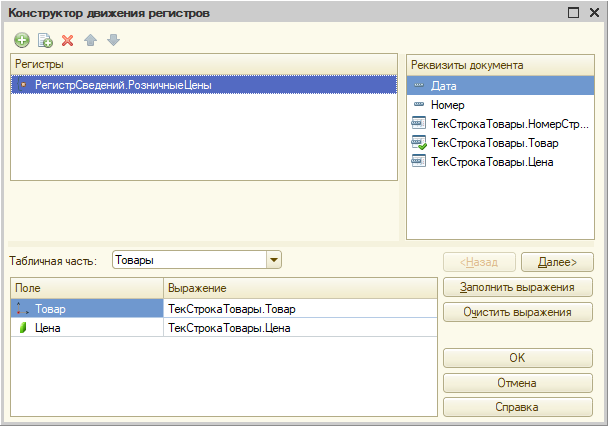 Конструктор движения регистров
Регистры
РегистрСведений.РозничныеЦены
Реквизиты документа
Дата
Номер
ТекСтрокаТовары.НомерСтр...
ТекСтрокаТовары.Товар
ТекСтрокаТовары.Цена
Табличная часть:
Товары
<Назад
Далее>
Поле
Выражение
Товар
ТекСтрокаТовары.Товар
Цена
ТекСтрокаТовары.Цена
Заполнить выражения
Очистить выражения
OK
Отмена
Справка